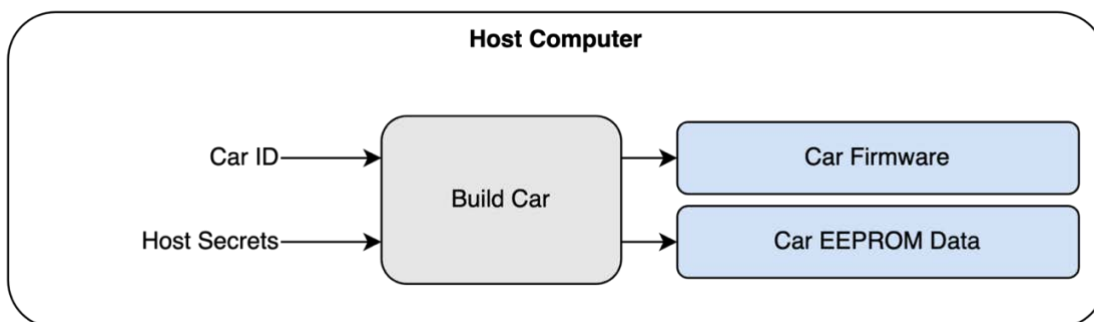 Host Computer
Car ID
Build Car
Car Firmware
Host Secrets
Car EEPROM Data